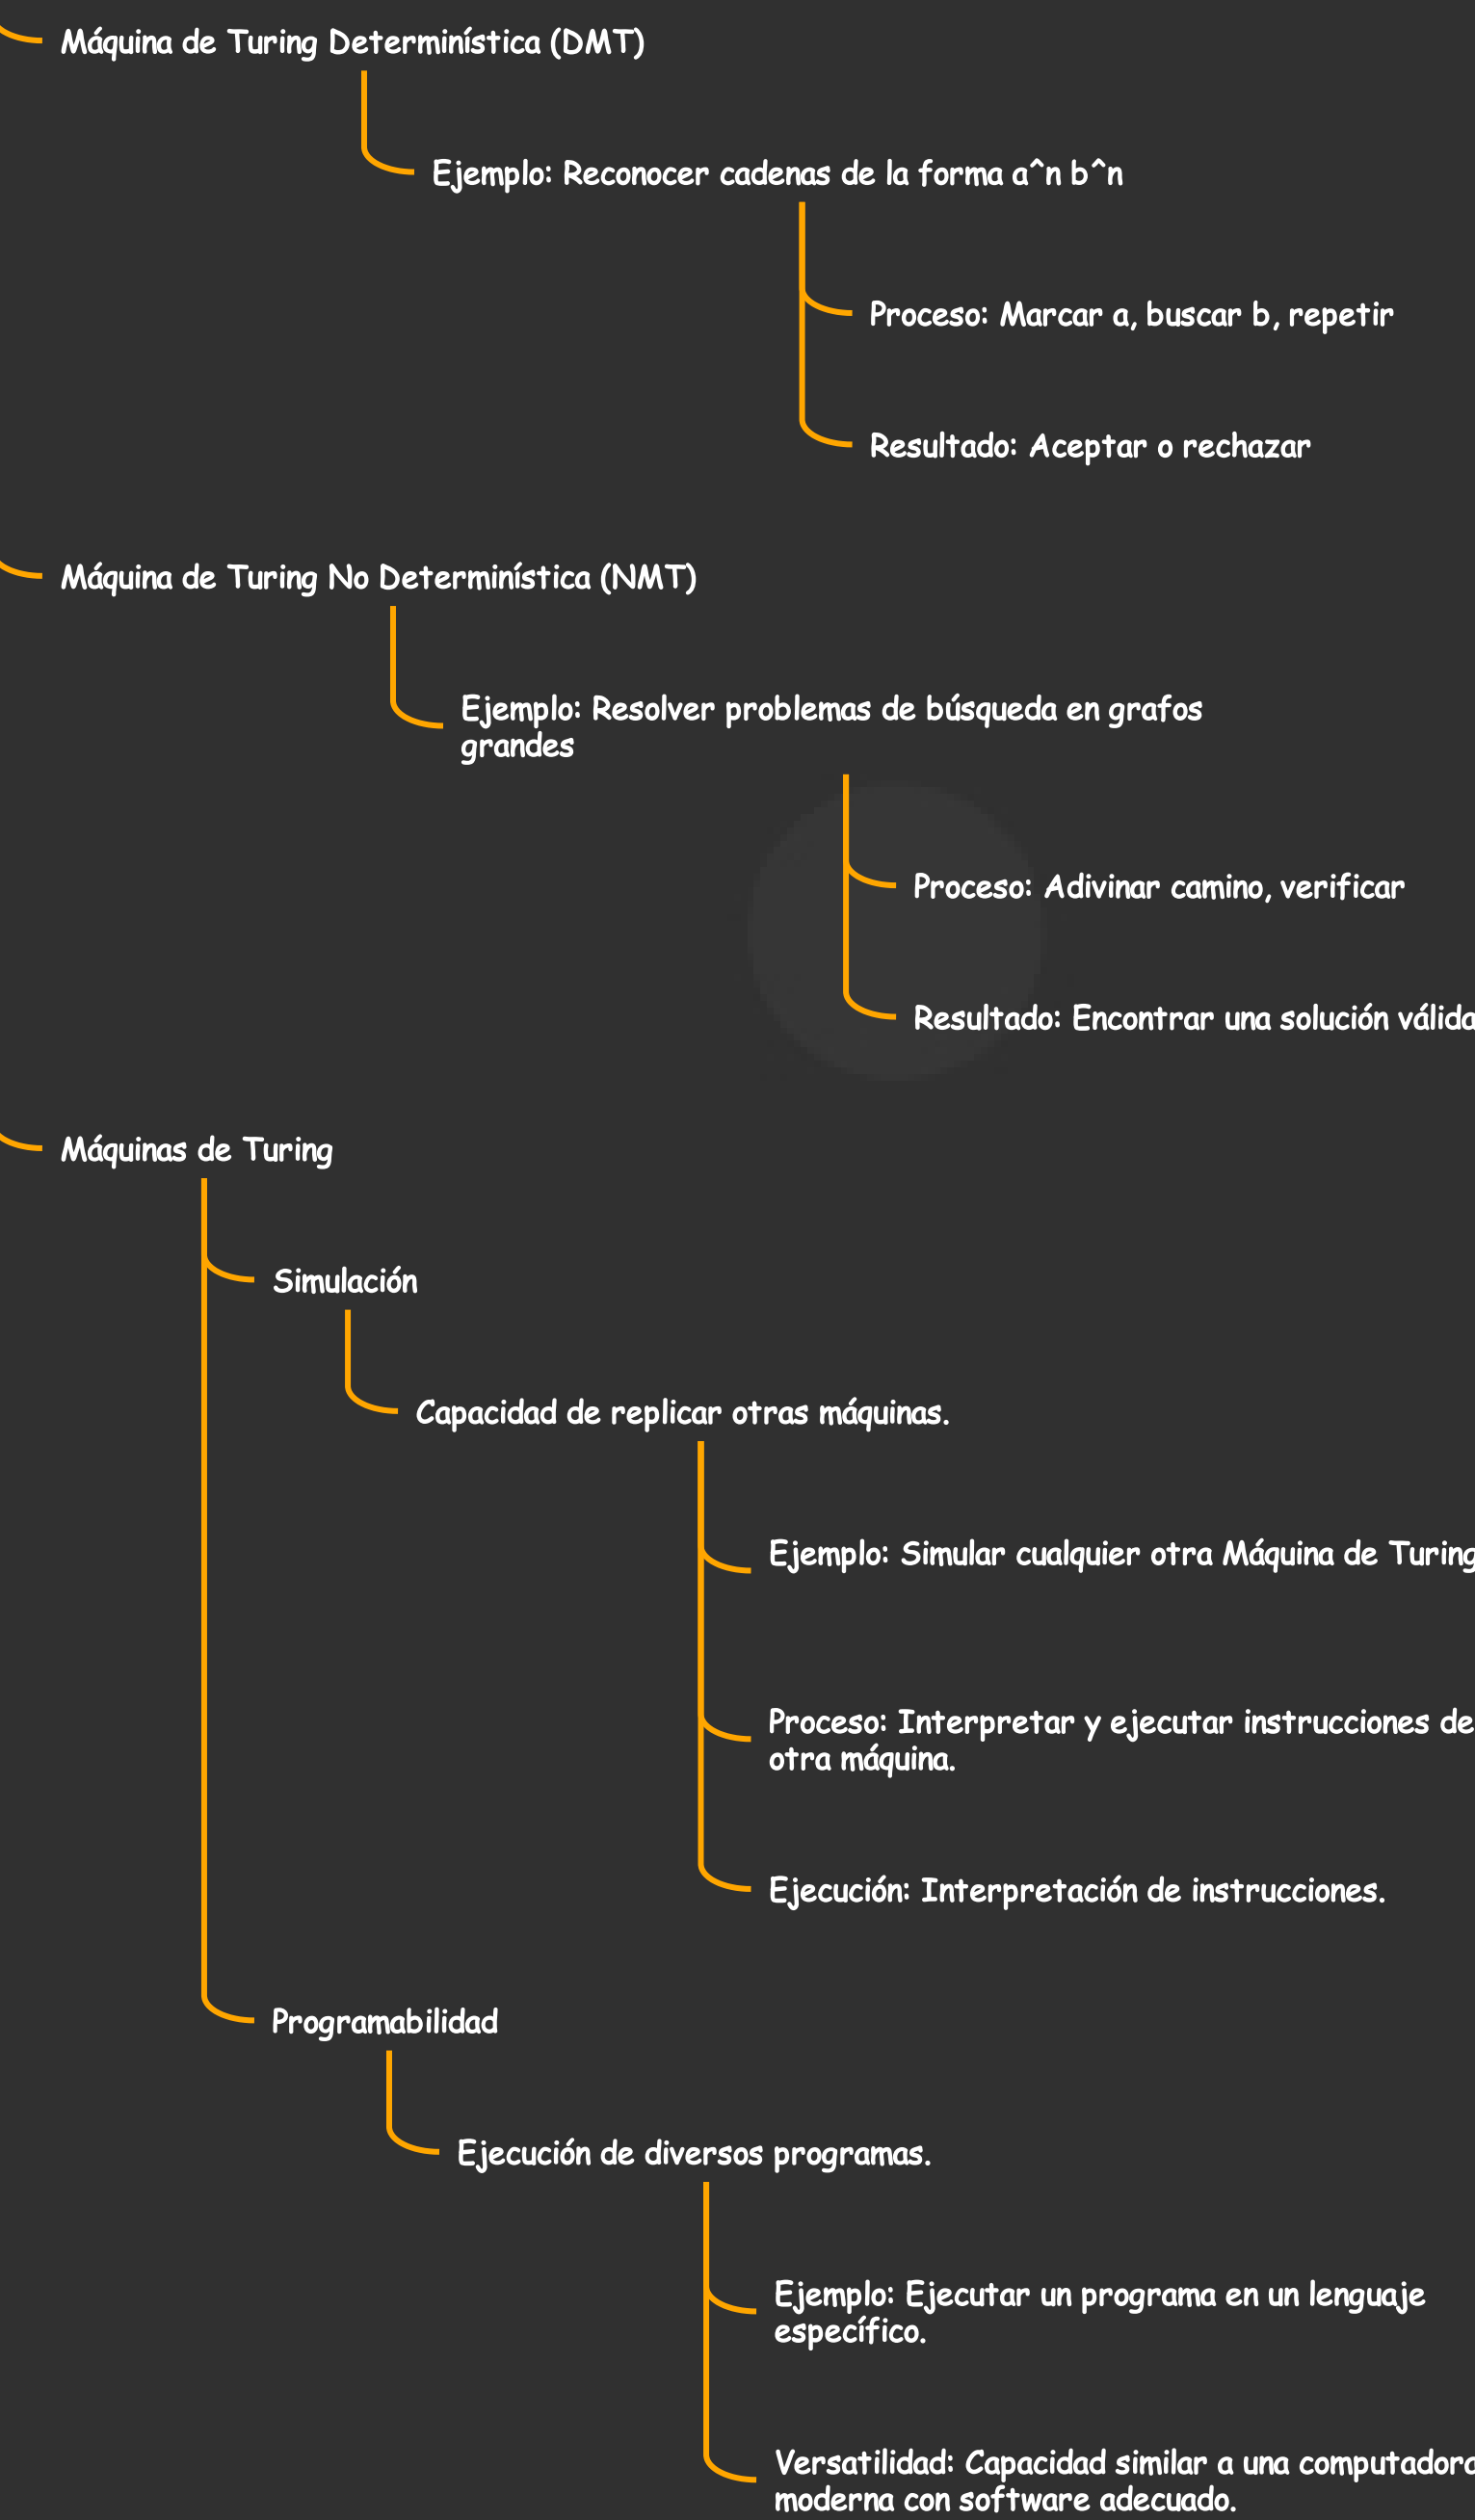 Máquina de Turing Determinística (DMT)
Ejemplo: Reconocer cadenas de la forma a^n b^n
Proceso: Marcar a, buscar b, repetir
Resultado: Aceptar o rechazar
Máquina de Turing No Determinística (NMT)
Ejemplo: Resolver problemas de búsqueda en grafos
grandes
Proceso: Adivinar camino, verificar
Resultado: Encontrar una solución válida
Máquinas de Turing
Simulación
Capacidad de replicar otras máquinas.
Ejemplo: Simular cualquier otra Máquina de Turing
Proceso: Interpretar y ejecutar instrucciones de
otra máquina.
Ejecución: Interpretación de instrucciones.
Programabilidad
Ejecución de diversos programas.
Ejemplo: Ejecutar un programa en un lenguaje
específico.
Versatilidad: Capacidad similar a una computadora
moderna con software adecuado.